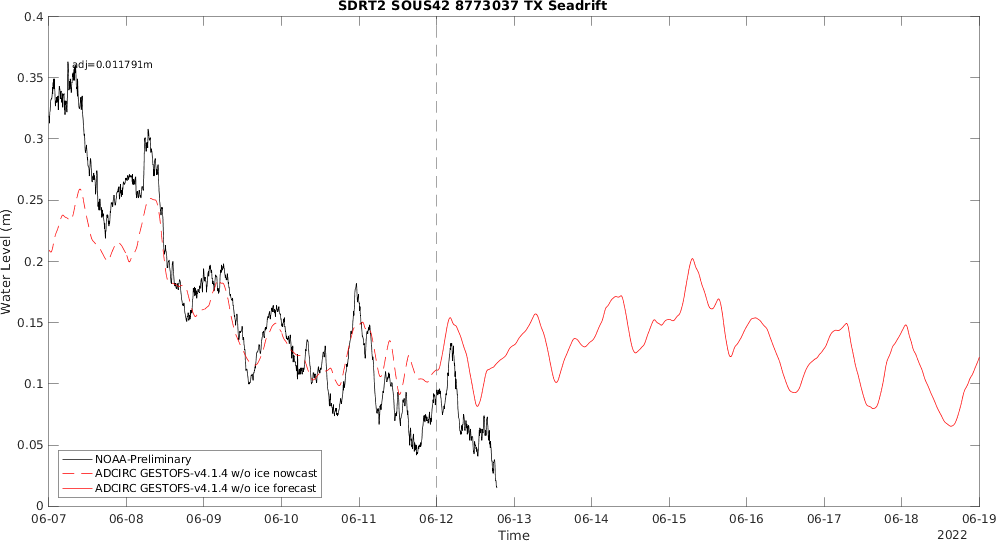 SDRT2 SOUS42 8773037 TX Seadrift
0.4
0.35
0.3
0.25
0.2
0.15
0.1
0.05
0
Water Level (m)
adj=0.011791m
NOAA-Preliminary
ADCIRC GESTOFS-v4.1.4 w/o ice nowcast
ADCIRC GESTOFS-v4.1.4 w/o ice forecast
06-07 06-08 06-09 06-10 06-11 06-12 06-13 06-14 06-15 06-16 06-17 06-18 06-19
Time
2022